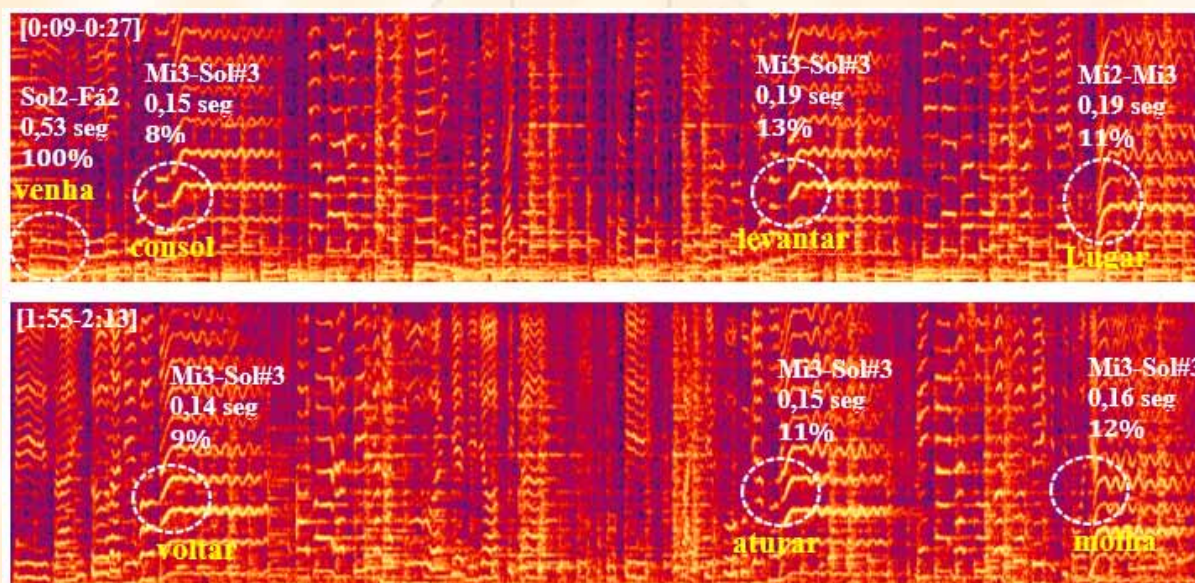 [0:09-0:27]
Sol2-Fá2
0,53 seg
100%
venha
Mi3-Sol#3
0,15 seg
8%
consol
Mi3-Sol#3
0,19 seg
13%
levantar
Mi2-Mi3
0,19 seg
11%
Lugar
[1:55-2:13]
Mi3-Sol#3
0,14 seg
9%
voltar
Mi3-Sol#3
0,15 seg
11%
aturar
Mi3-Sol#3
0,16 seg
12%
molha